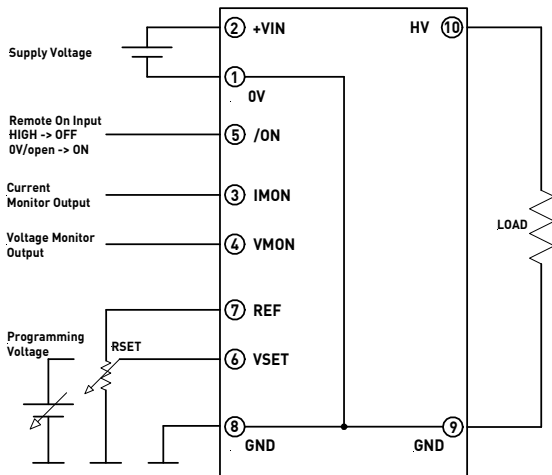 2 +VIN
HV 10
Supply Voltage
1
0V
Remote On Input
HIGH -> OFF
0V/open -> ON
5 /ON
Current
Monitor Output
3 IMON
Voltage Monitor
Output
4 VMON
LOAD
7 REF
Programming
Voltage
RSET
6 VSET
8
GND
9
GND